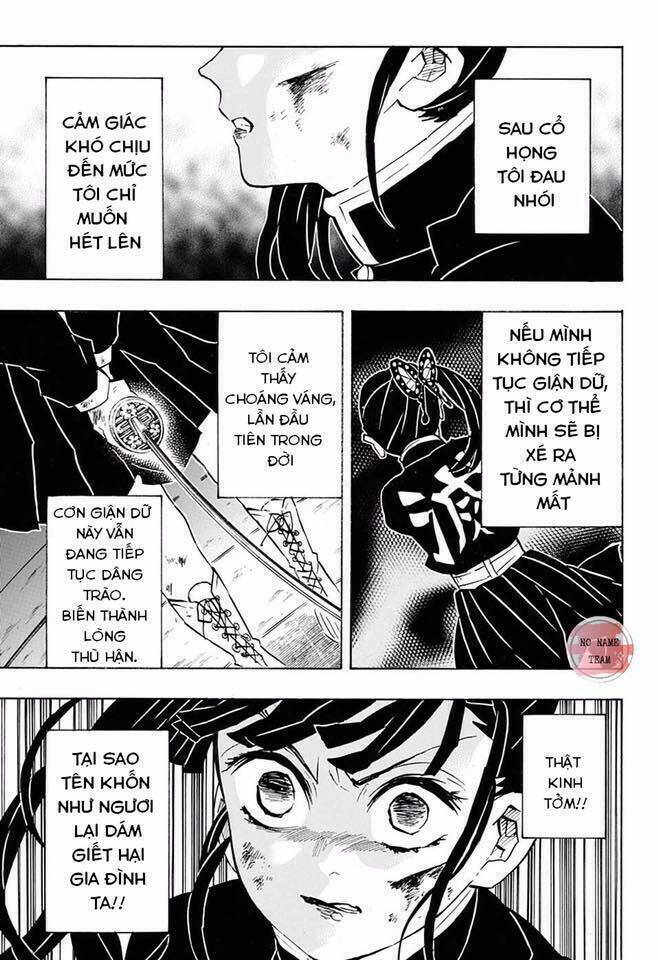 SAU CỔ
HỌNG
TÔI ĐAU
NHÓI
CẢM GIÁC
KHÓ CHỊU
ĐẾN MỨC
TÔI CHỈ
MUỐN
HÉT LÊN
NẾU MÌNH
KHÔNG TIẾP
TỤC GIẬN DỮ,
THÌ CƠ THỂ
MÌNH SẼ BỊ
XÉ RA
TỪNG MẢNH
MẤT
滅
TÔI CẢM
THẤY
CHOÁNG VÁNG,
LẦN ĐẦU
TIÊN TRONG
ĐỜI
CƠN GIẬN DỮ
NÀY VẪN
ĐANG TIẾP
TỤC DÂNG
TRÀO.
BIẾN THÀNH
LÒNG
THÙ HẬN.
NO NAME
TEAM
THẬT
KINH
TỞM!!
TẠI SAO
TÊN KHỐN
NHƯ NGƯƠI
LẠI DÁM
GIẾT HẠI
GIA ĐÌNH
TA!!